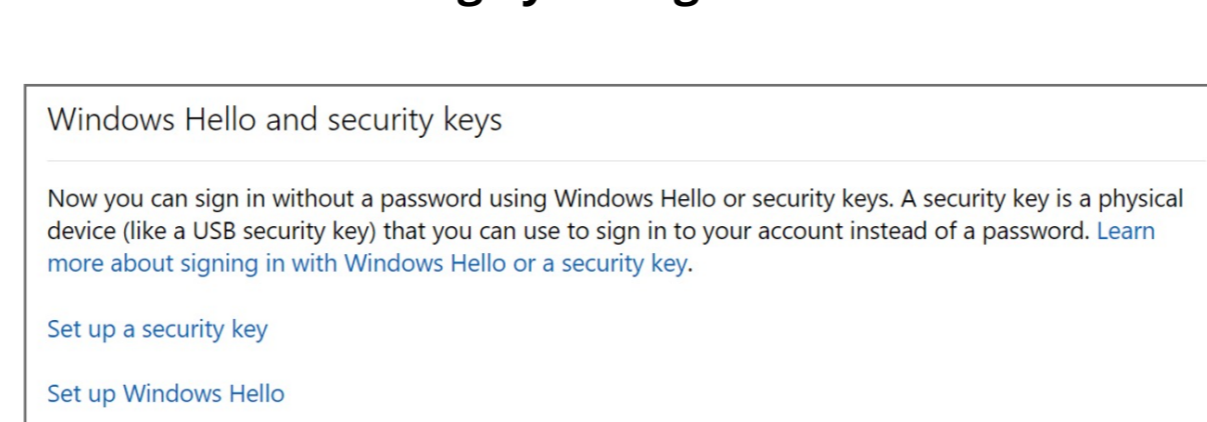 Windows Hello and security keys
Now you can sign in without a password using Windows Hello or security keys. A security key is a physical
device (like a USB security key) that you can use to sign in to your account instead of a password. Learn
more about signing in with Windows Hello or a security key.
Set up a security key
Set up Windows Hello